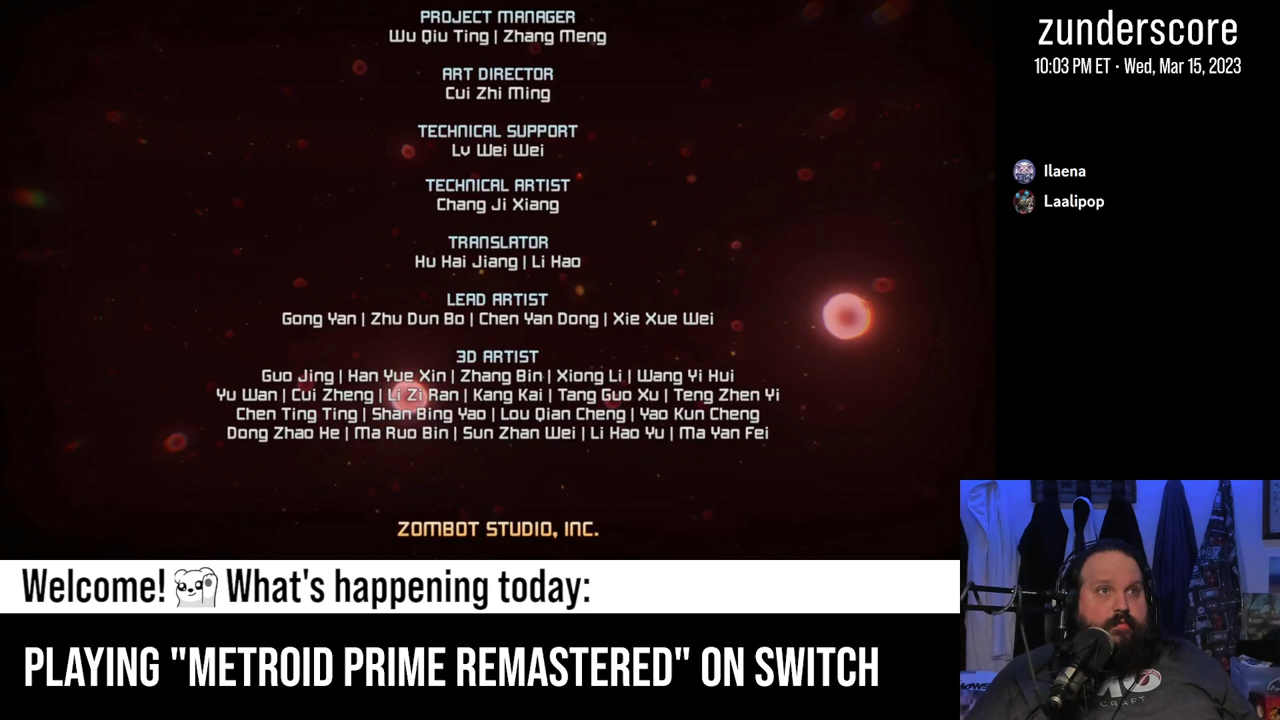 PROJECT MANAGER
Wu Qiu Ting | Zhang Meng
ART DIRECTOR
Cui Zhi Ming
TECHNICAL SUPPORT
Lv Wei Wei
TECHNICAL ARTIST
Chang Ji Xiang
TRANSLATOR
Hu Hai Jiang | Li Hao
LEAD ARTIST
Gong Yan | Zhu Dun Bo | Chen Yan Dong | Xie Xue Wei
3D ARTIST
Guo Jing | Han Yue Xin | Zhang Bin | Xiong Li | Wang Yi Hui
Yu Wan | Cui Zheng | Li Zi Ran | Kang Kai | Tang Guo Xu | Teng Zhen Yi
Chen Ting Ting | Shan Bing Yao | Lou Qian Cheng | Yao Kun Cheng
Dong Zhao He | Ma Ruo Bin | Sun Zhan Wei | Li Hao Yu | Ma Yan Fei
ZOMBOT STUDIO, INC.
zunderscore
10:03 PM ET · Wed, Mar 15, 2023
Ilaena
Laalipop
Welcome! What's happening today:
PLAYING "METROID PRIME REMASTERED" ON SWITCH
CRAFT